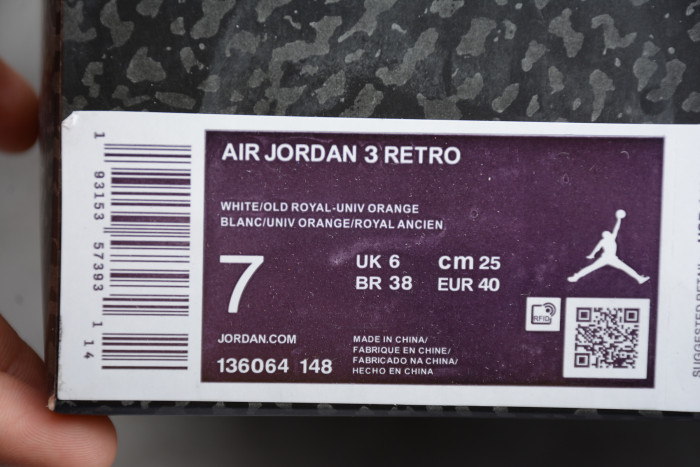 AIR JORDAN 3 RETRO
WHITE/OLD ROYAL-UNIV ORANGE
BLANC/UNIV ORANGE/ROYAL ANCIEN
7
UK 6 cm 25
BR 38 EUR 40
RFID
JORDAN.COM
136064 148
MADE IN CHINA/
FABRIQUE EN CHINE/
FABRICADO NA CHINA/
HECHO EN CHINA
1 93153 57393 1 14
SUGGESTED RETAIL